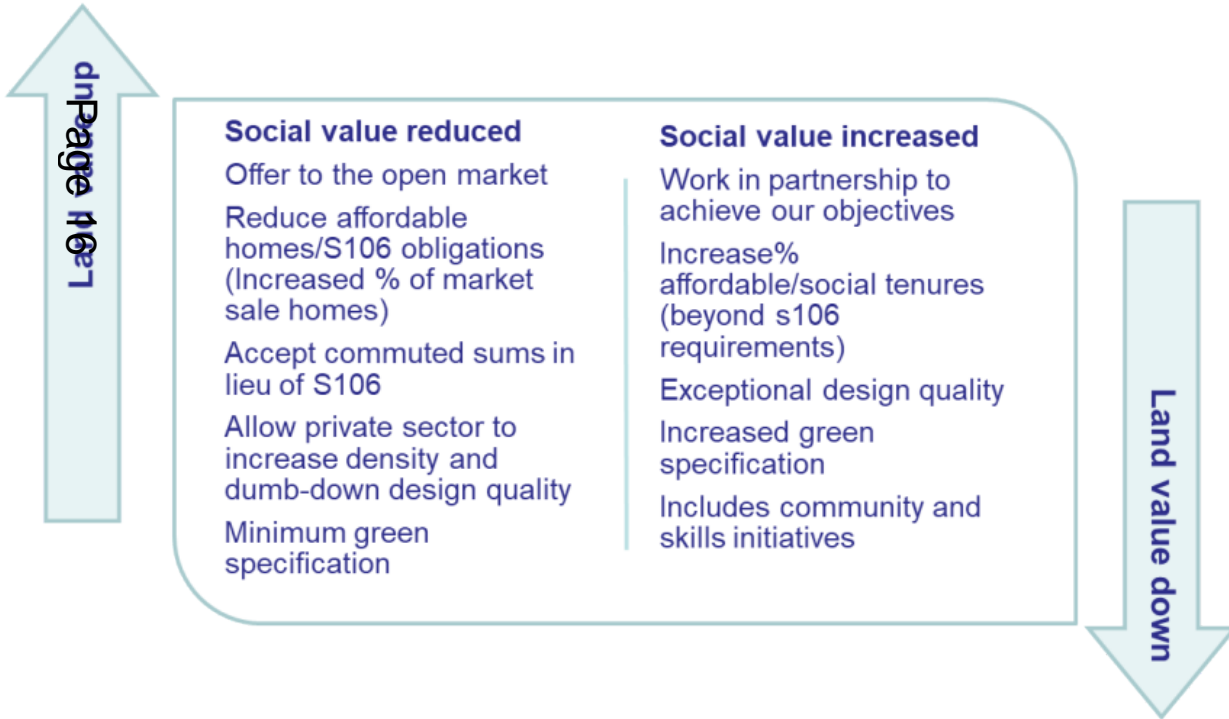 Land value up
Page 16
Social value reduced
Offer to the open market
Reduce affordable
homes/S106 obligations
(Increased % of market
sale homes)
Accept commuted sums in
lieu of S106
Allow private sector to
increase density and
dumb-down design quality
Minimum green
specification
Social value increased
Work in partnership to
achieve our objectives
Increase%
affordable/social tenures
(beyond s106
requirements)
Exceptional design quality
Increased green
specification
Includes community and
skills initiatives
Land value down